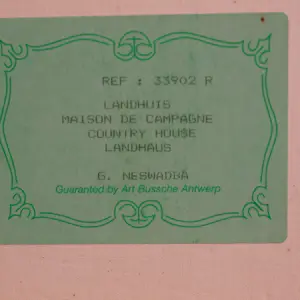 REF : 33902 R
LANDHUIS
MAISON DE CAMPAGNE
COUNTRY HOUSE
LANDHAUS
G. NESWADBA
Guaranted by Art Bussche Antwerp